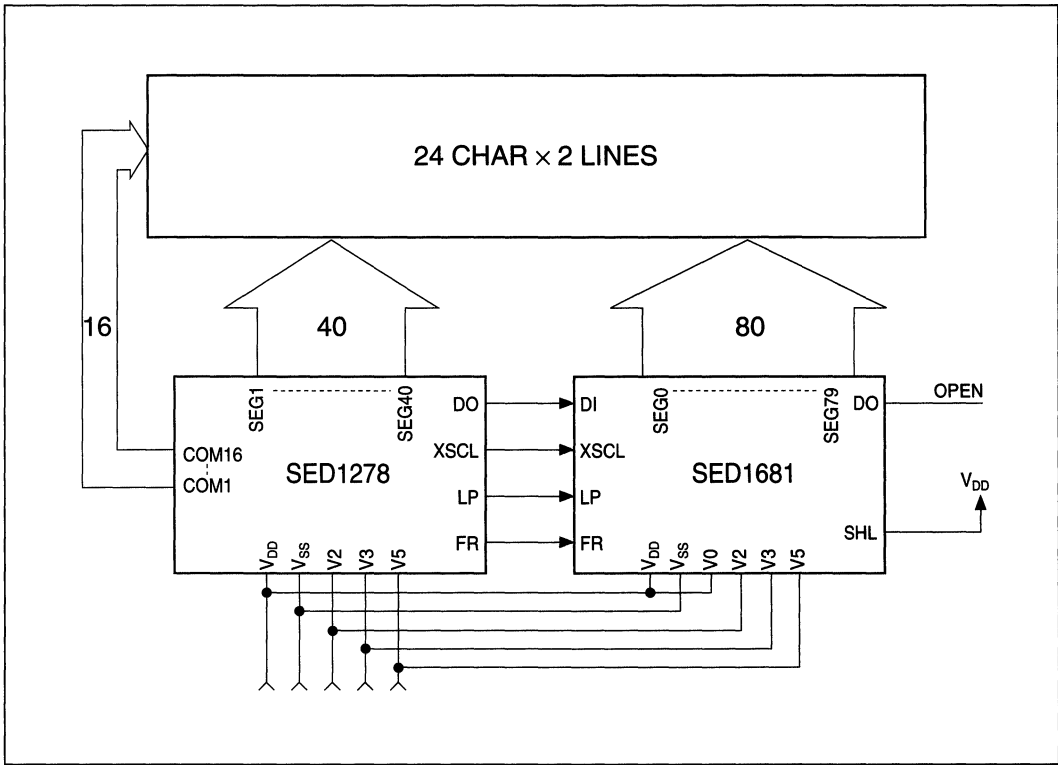 24 CHAR × 2 LINES
16
40
80
SEG1
SEG40
SEG0
SEG79
DO
DI
DO
OPEN
COM16
XSCL
XSCL
COM1
SED1278
SED1681
LP
LP
VDD
FR
FR
SHL
VDD
VSS
V2
V3
V5
VDD
VSS
V0
V2
V3
V5